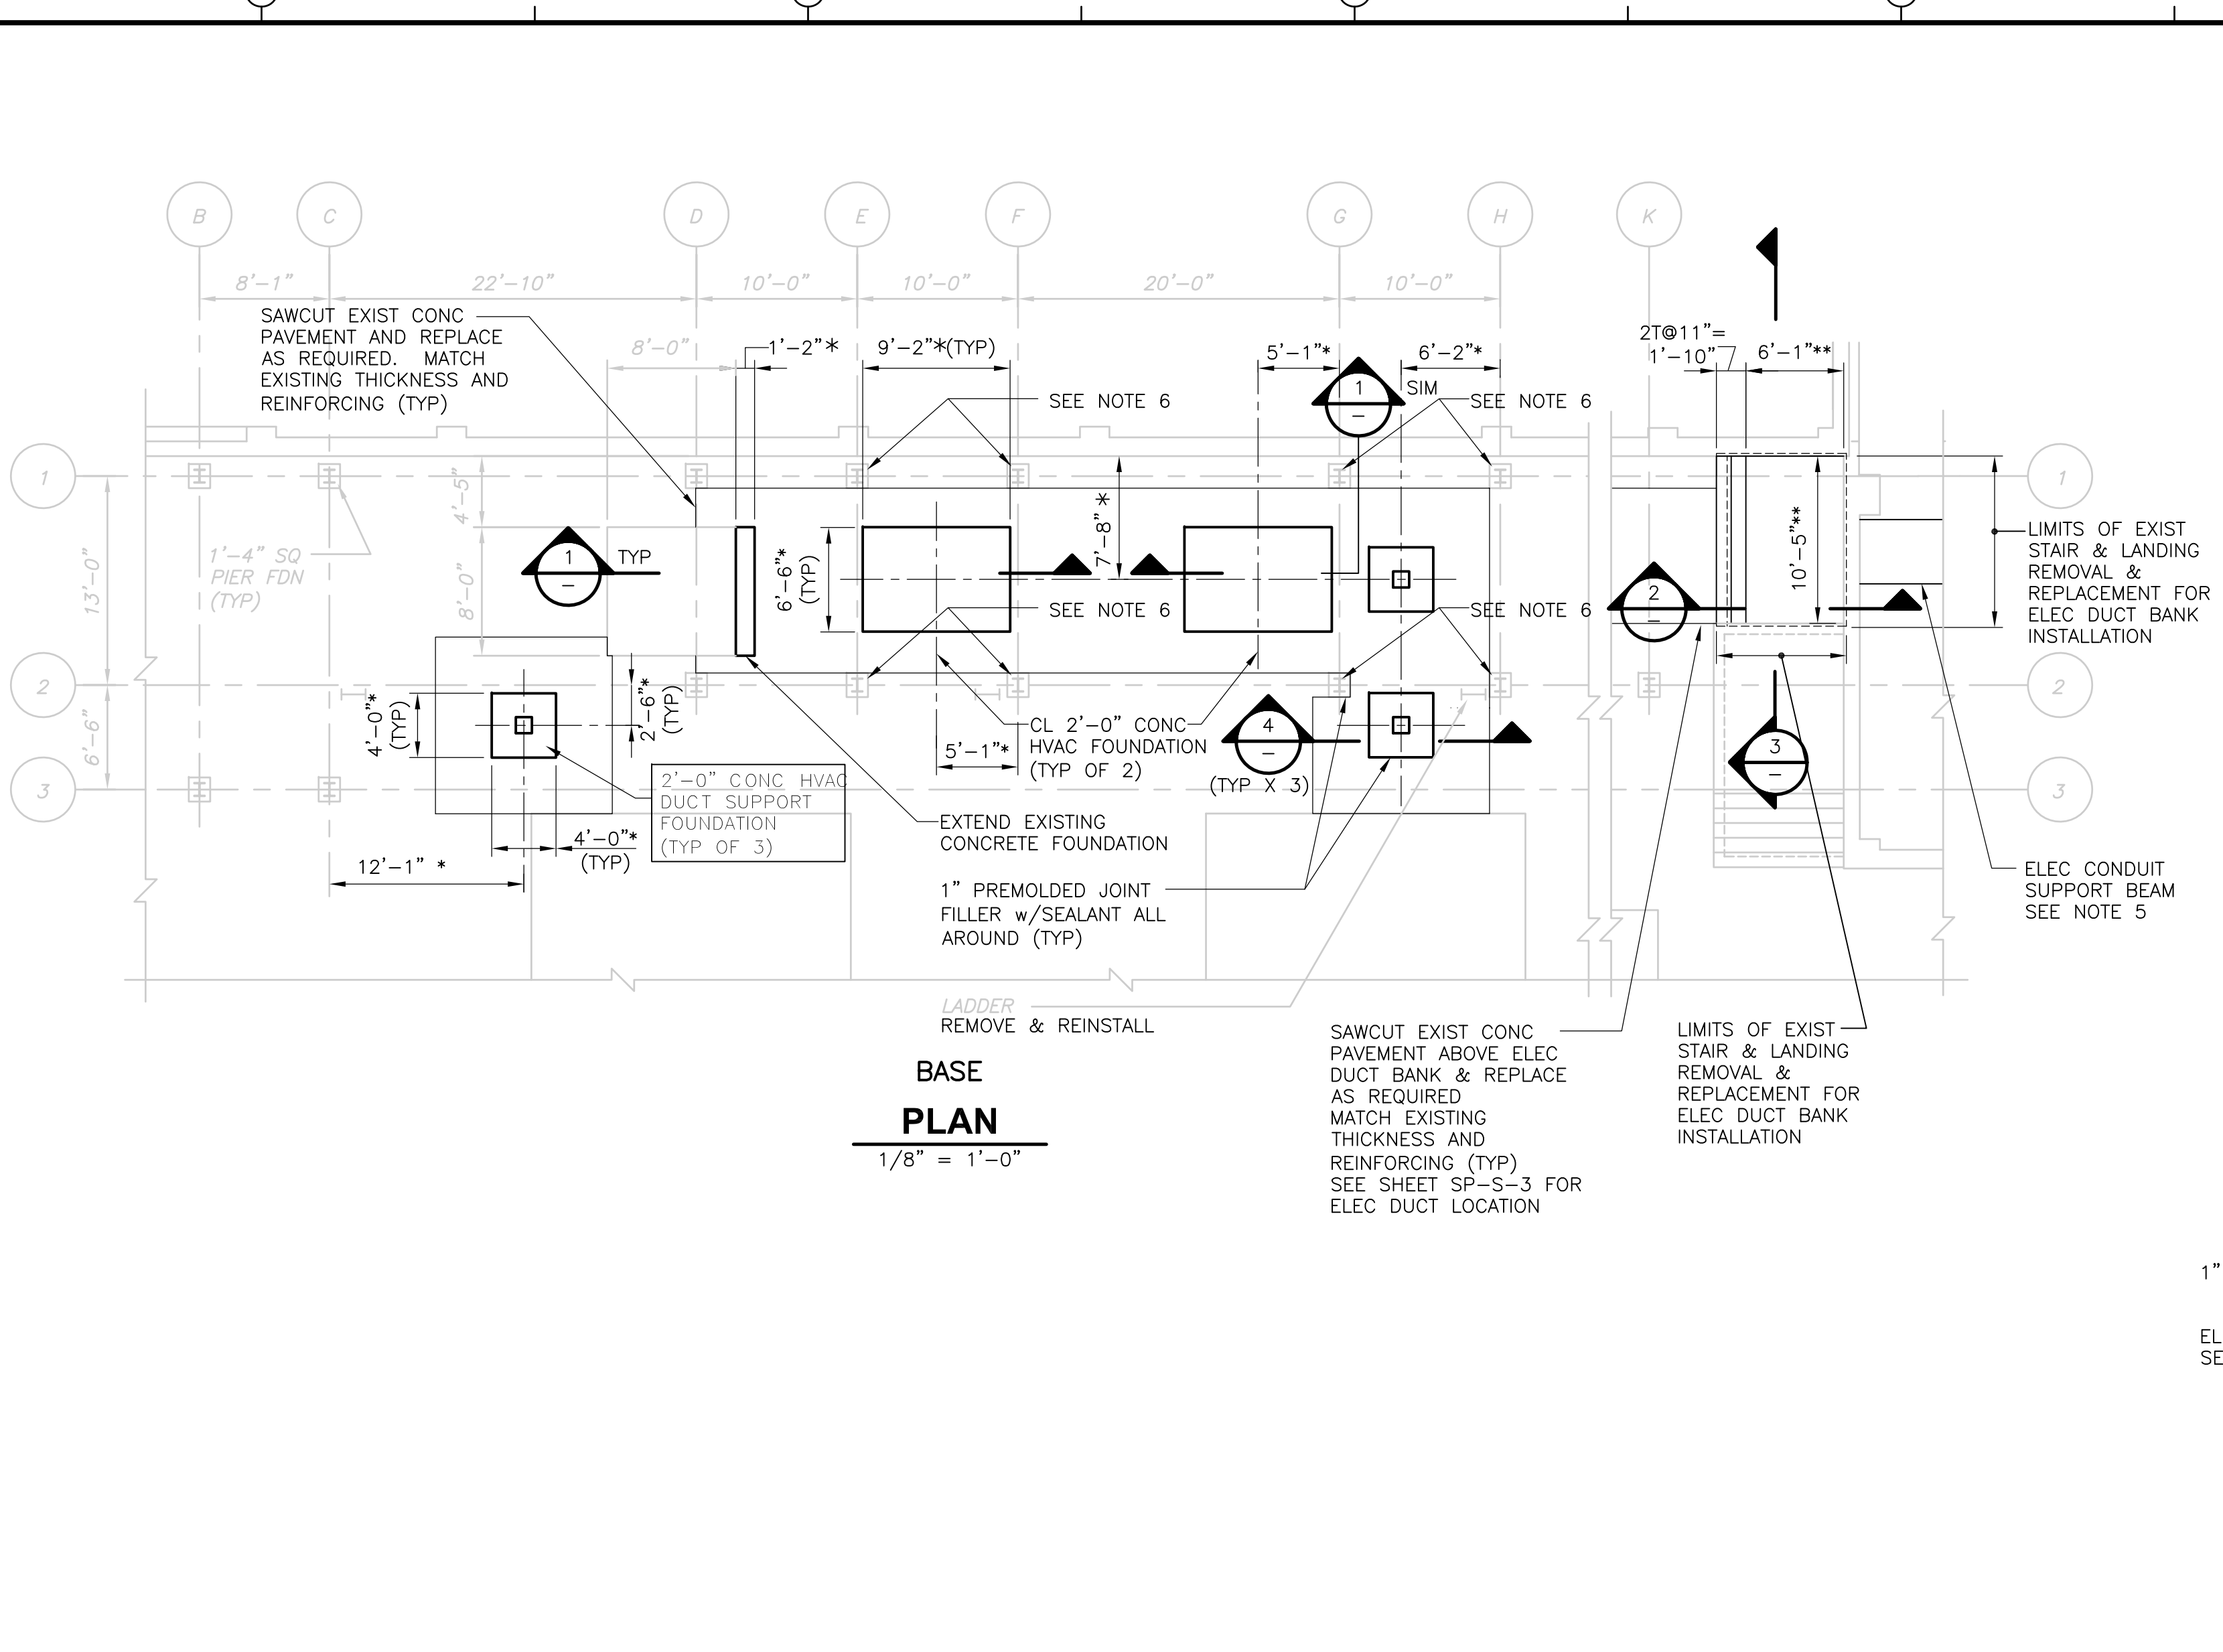 B
C
D
E
F
G
H
K
8'-1"
22'-10"
10'-0"
10'-0"
20'-0"
10'-0"
SAWCUT EXIST CONC
PAVEMENT AND REPLACE
AS REQUIRED. MATCH
EXISTING THICKNESS AND
REINFORCING (TYP)
8'-0"
1'-2"*
9'-2"*(TYP)
5'-1"*
6'-2"*
2T@11"=
1'-10"
6'-1"**
SEE NOTE 6
1
–
SIM
SEE NOTE 6
1
1
4'-5"
7'-8" *
13'-0"
1'-4" SQ
PIER FDN
(TYP)
8'-0"
1
–
TYP
6'-6"*
(TYP)
SEE NOTE 6
SEE NOTE 6
2
–
10'-5"**
LIMITS OF EXIST
STAIR & LANDING
REMOVAL &
REPLACEMENT FOR
ELEC DUCT BANK
INSTALLATION
2
2
6'-6"
4'-0"*
(TYP)
2'-6"*
(TYP)
CL 2'-0" CONC
HVAC FOUNDATION
(TYP OF 2)
5'-1"*
4
–
(TYP X 3)
3
–
3
3
2'-0" CONC HVAC
DUCT SUPPORT
FOUNDATION
(TYP OF 3)
4'-0"*
(TYP)
12'-1" *
EXTEND EXISTING
CONCRETE FOUNDATION
1" PREMOLDED JOINT
FILLER w/SEALANT ALL
AROUND (TYP)
ELEC CONDUIT
SUPPORT BEAM
SEE NOTE 5
LADDER
REMOVE & REINSTALL
SAWCUT EXIST CONC
PAVEMENT ABOVE ELEC
DUCT BANK & REPLACE
AS REQUIRED
MATCH EXISTING
THICKNESS AND
REINFORCING (TYP)
SEE SHEET SP-S-3 FOR
ELEC DUCT LOCATION
LIMITS OF EXIST
STAIR & LANDING
REMOVAL &
REPLACEMENT FOR
ELEC DUCT BANK
INSTALLATION
BASE
PLAN
1/8" = 1'-0"
1"
EL
SE